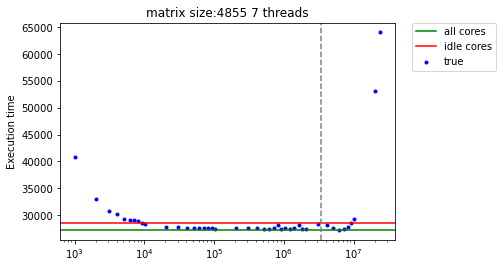 matrix size:4855 7 threads
all cores
idle cores
true
Execution time
65000
60000
55000
50000
45000
40000
35000
30000
10³
10⁴
10⁵
10⁶
10⁷